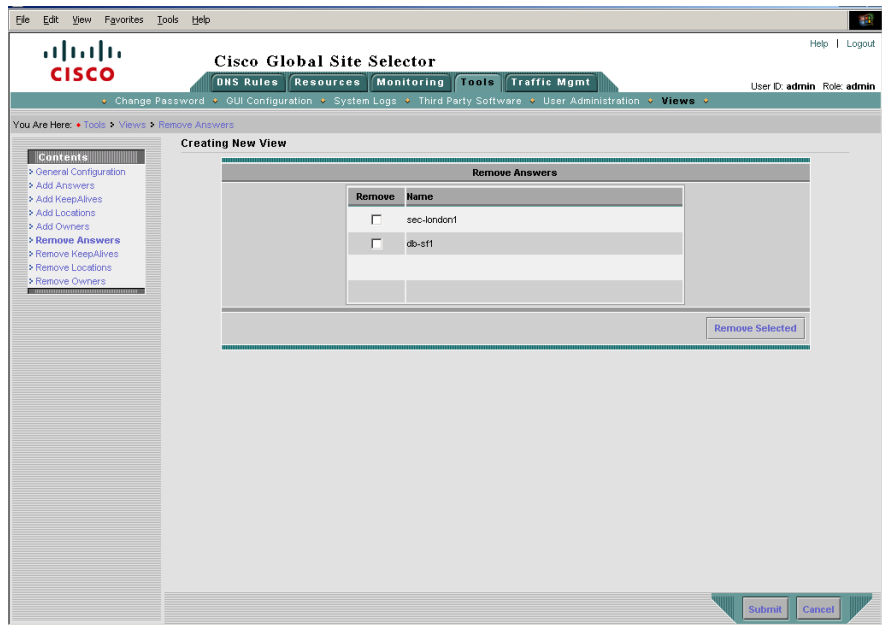 File Edit View Favorites Tools Help
Help | Logout
CISCO
Cisco Global Site Selector
DNS Rules Resources Monitoring Tools Traffic Mgmt
User ID: admin Role: admin
Change Password GUI Configuration System Logs Third Party Software User Administration Views
You Are Here: Tools > Views > Remove Answers
Creating New View
Contents
General Configuration
Add Answers
Add KeepAlives
Add Locations
Add Owners
Remove Answers
Remove KeepAlives
Remove Locations
Remove Owners
Remove Answers
Remove Name
sec-london1
db-sf1
Remove Selected
Submit Cancel